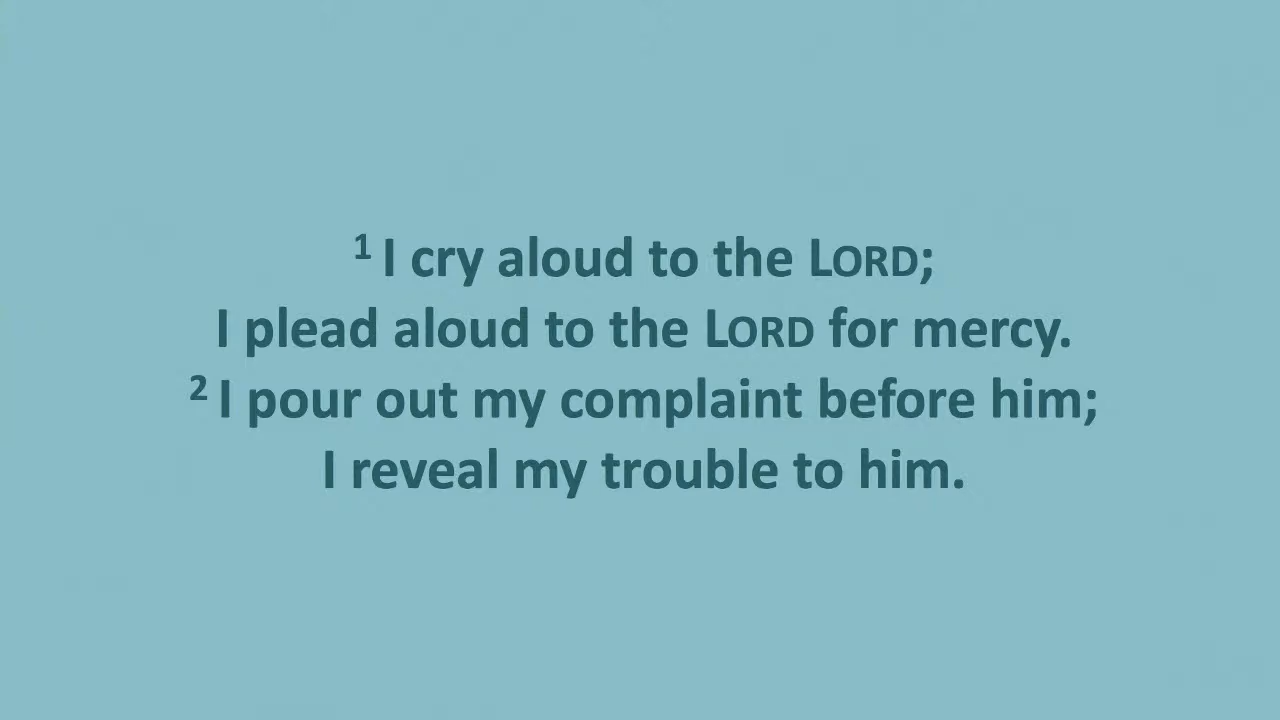 ¹ I cry aloud to the LORD;
I plead aloud to the LORD for mercy.
² I pour out my complaint before him;
I reveal my trouble to him.